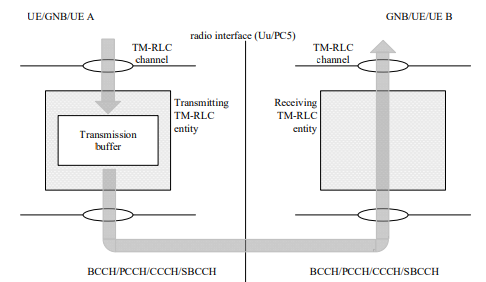 UE/GNB/UE A
GNB/UE/UE B
radio interface (Uu/PC5)
TM-RLC
channel
TM-RLC
channel
Transmitting
TM-RLC
entity
Receiving
TM-RLC
entity
Transmission
buffer
BCCH/PCCH/CCCH/SBCCH
BCCH/PCCH/CCCH/SBCCH